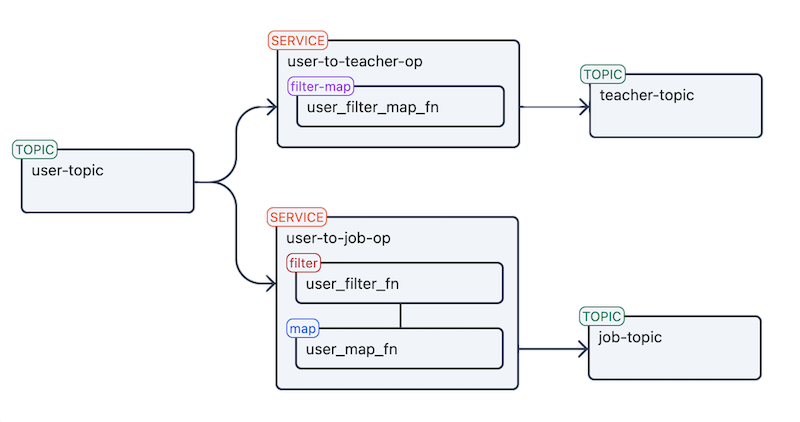 TOPIC
user-topic
SERVICE
user-to-teacher-op
filter-map
user_filter_map_fn
TOPIC
teacher-topic
SERVICE
user-to-job-op
filter
user_filter_fn
map
user_map_fn
TOPIC
job-topic